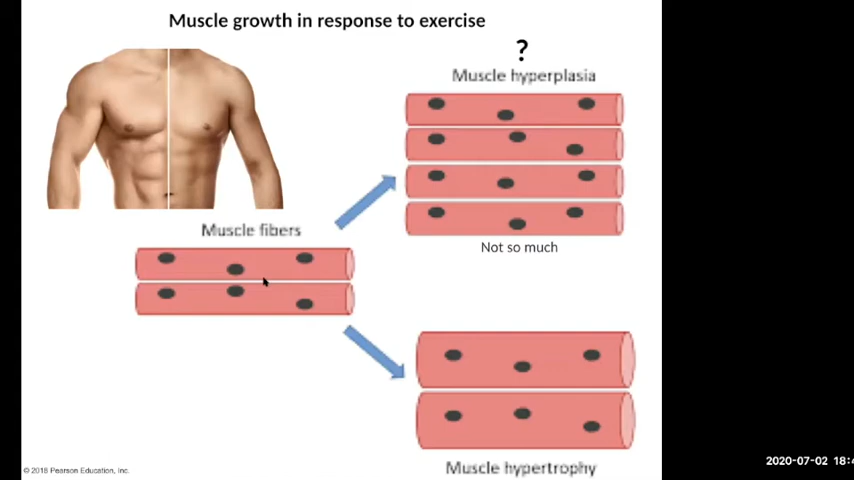 Muscle growth in response to exercise
?
Muscle hyperplasia
Not so much
Muscle fibers
Muscle hypertrophy
© 2018 Pearson Education, Inc.
2020-07-02 18:4